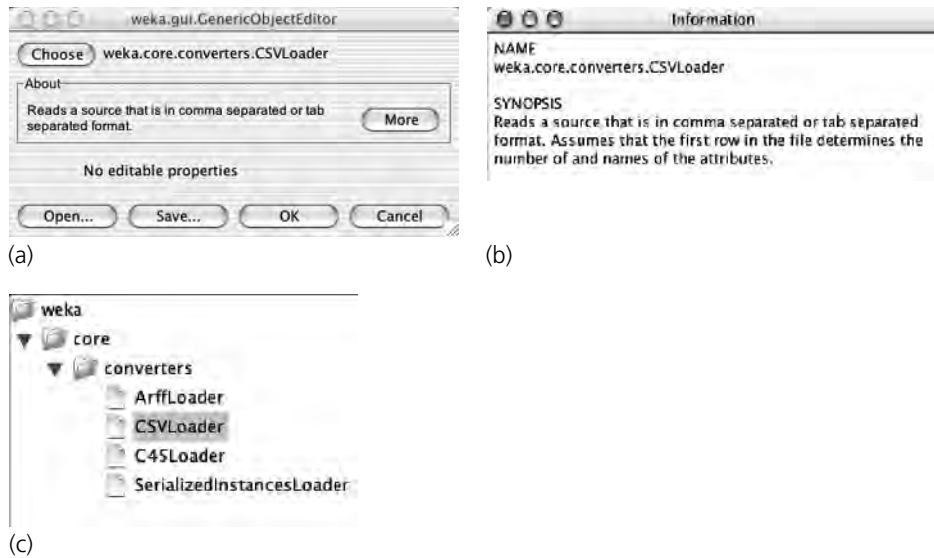 weka.gui.GenericObjectEditor
Choose weka.core.converters.CSVLoader
About
Reads a source that is in comma separated or tab
separated format.
More
No editable properties
Open... Save... OK Cancel
(a)
Information
NAME
weka.core.converters.CSVLoader
SYNOPSIS
Reads a source that is in comma separated or tab separated
format. Assumes that the first row in the file determines the
number of and names of the attributes.
(b)
weka
core
converters
ArffLoader
CSVLoader
C45Loader
SerializedInstancesLoader
(c)